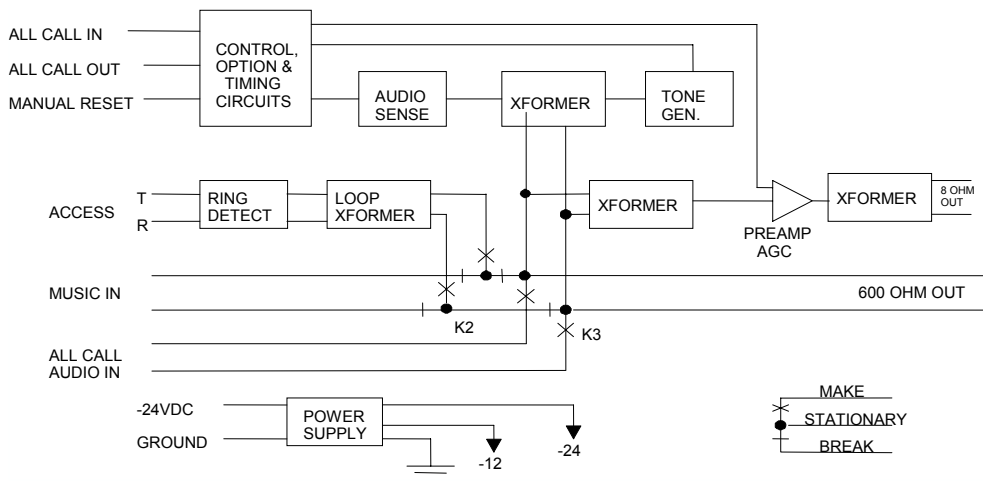 ALL CALL IN
ALL CALL OUT
MANUAL RESET
CONTROL,
OPTION &
TIMING
CIRCUITS
AUDIO
SENSE
XFORMER
TONE
GEN.
ACCESS
T
R
RING
DETECT
LOOP
XFORMER
XFORMER
PREAMP
AGC
XFORMER
8 OHM
OUT
MUSIC IN
K2
K3
600 OHM OUT
ALL CALL
AUDIO IN
-24VDC
GROUND
POWER
SUPPLY
-12
-24
MAKE
STATIONARY
BREAK